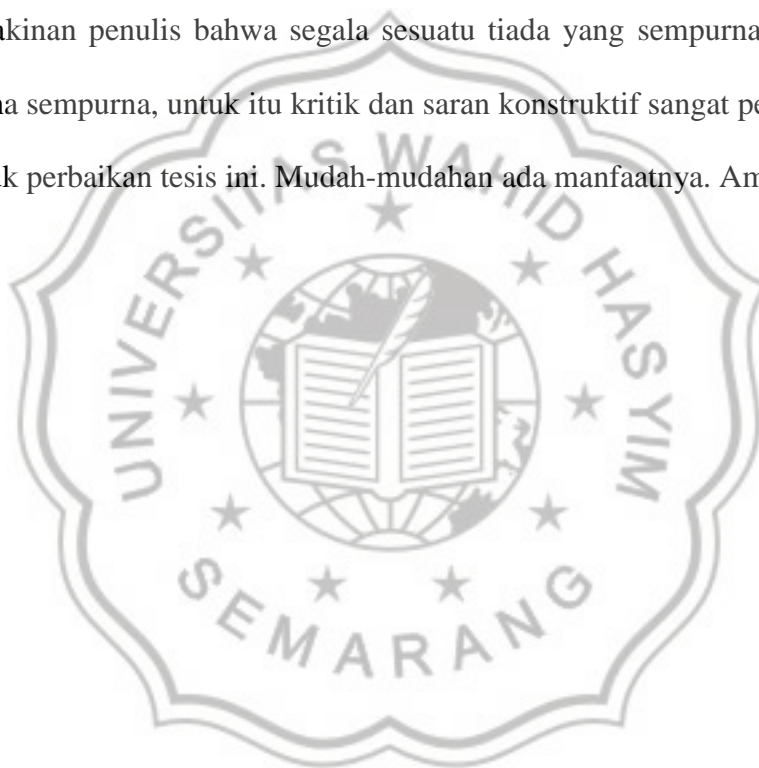 akinan penulis bahwa segala sesuatu tiada yang sempurna
na sempurna, untuk itu kritik dan saran konstruktif sangat pe
k perbaikan tesis ini. Mudah-mudahan ada manfaatnya. Am
UNIVERSITAS WAHID HASYIM
SEMARANG